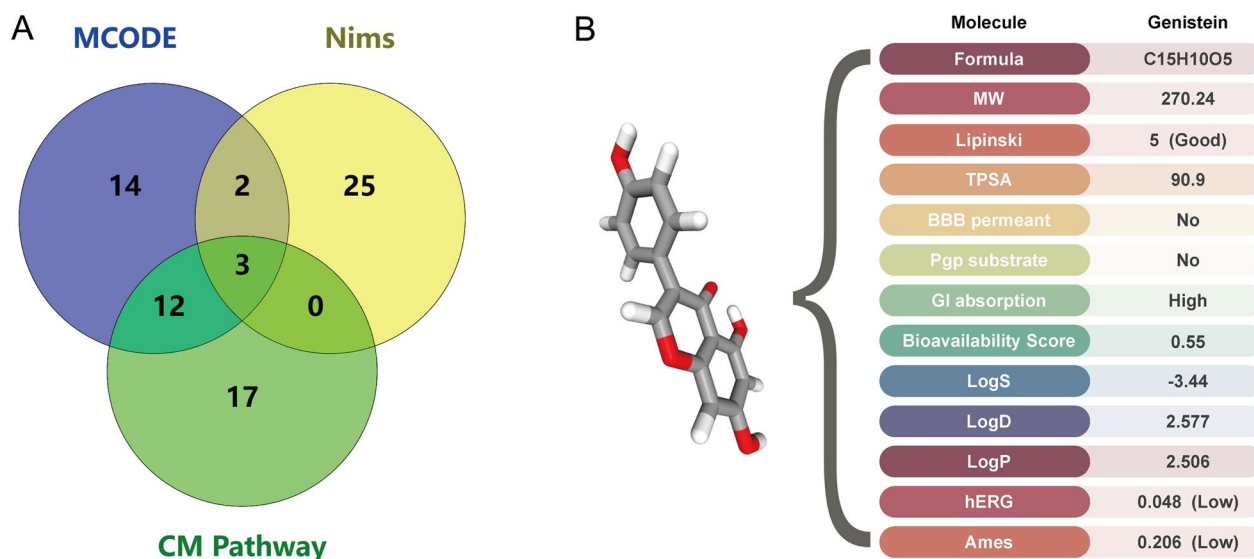 A
MCODE
Nims
14
2
25
3
12
0
17
CM Pathway
B
Molecule Genistein
Formula C15H10O5
MW 270.24
Lipinski 5 (Good)
TPSA 90.9
BBB permeant No
Pgp substrate No
GI absorption High
Bioavailability Score 0.55
LogS -3.44
LogD 2.577
LogP 2.506
hERG 0.048 (Low)
Ames 0.206 (Low)